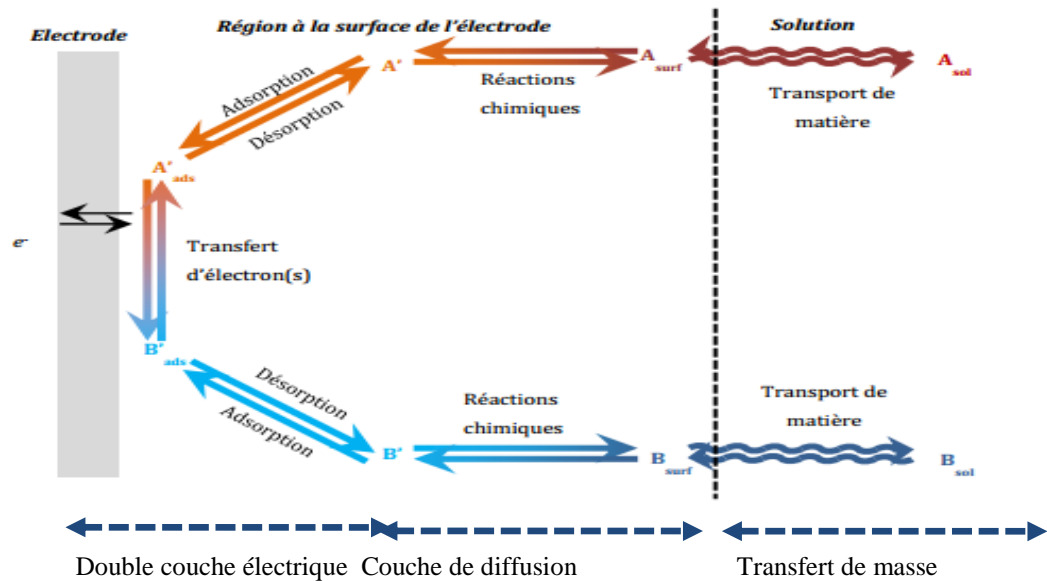 Electrode
Région à la surface de l'électrode
Solution
Adsorption
Désorption
A'
Réactions
chimiques
A surf
Transport de
matière
A sol
A' ads
e-
Transfert
d'électron(s)
B' ads
Désorption
Adsorption
B'
Réactions
chimiques
B surf
Transport de
matière
B sol
Double couche électrique Couche de diffusion Transfert de masse